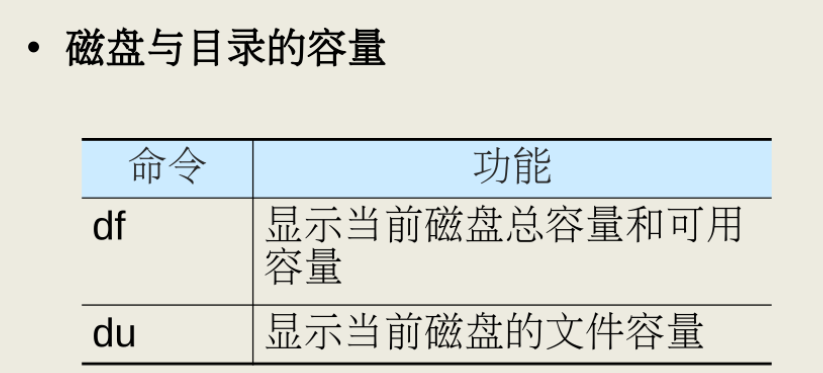 • 磁盘与目录的容量
命令 功能
df 显示当前磁盘总容量和可用
容量
du 显示当前磁盘的文件容量